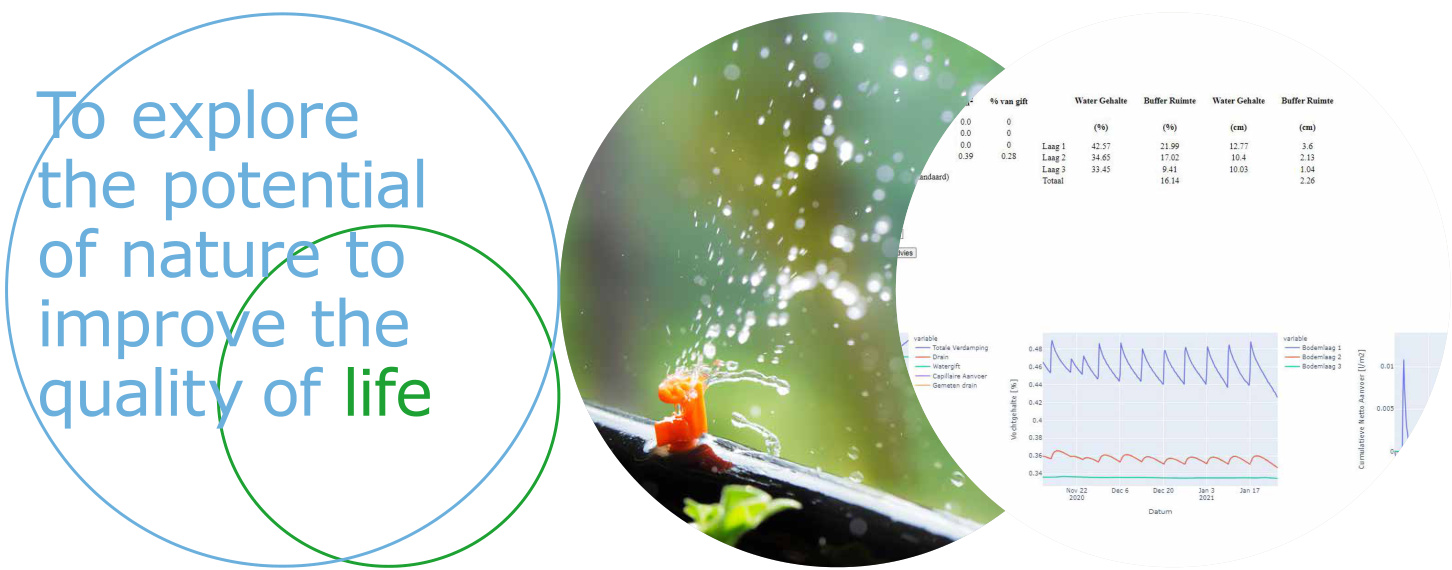 To explore
the potential
of nature to
improve the
quality of life
% van gift
0.0 0
0.0 0
0.0 0
0.39 0.28
Water Gehalte Buffer Ruimte Water Gehalte Buffer Ruimte
(%) (%) (cm) (cm)
Laag 1 42.57 21.99 12.77 3.6
Laag 2 34.65 17.02 10.4 2.13
Laag 3 33.45 9.41 10.03 1.04
Totaal 16.14 2.26
variable
Totale Verdamping
Drain
Watergift
Capillaire Aanvoer
Gemeten drain
Vochtgehalte [%]
0.48
0.46
0.44
0.42
0.4
0.38
0.36
0.34
Nov 22 Dec 6 Dec 20 Jan 3 Jan 17
2020 2021
Datum
variable
Bodemlaag 1
Bodemlaag 2
Bodemlaag 3
Cumulatieve Netto Aanvoer [l/m2]
0.01
0.005